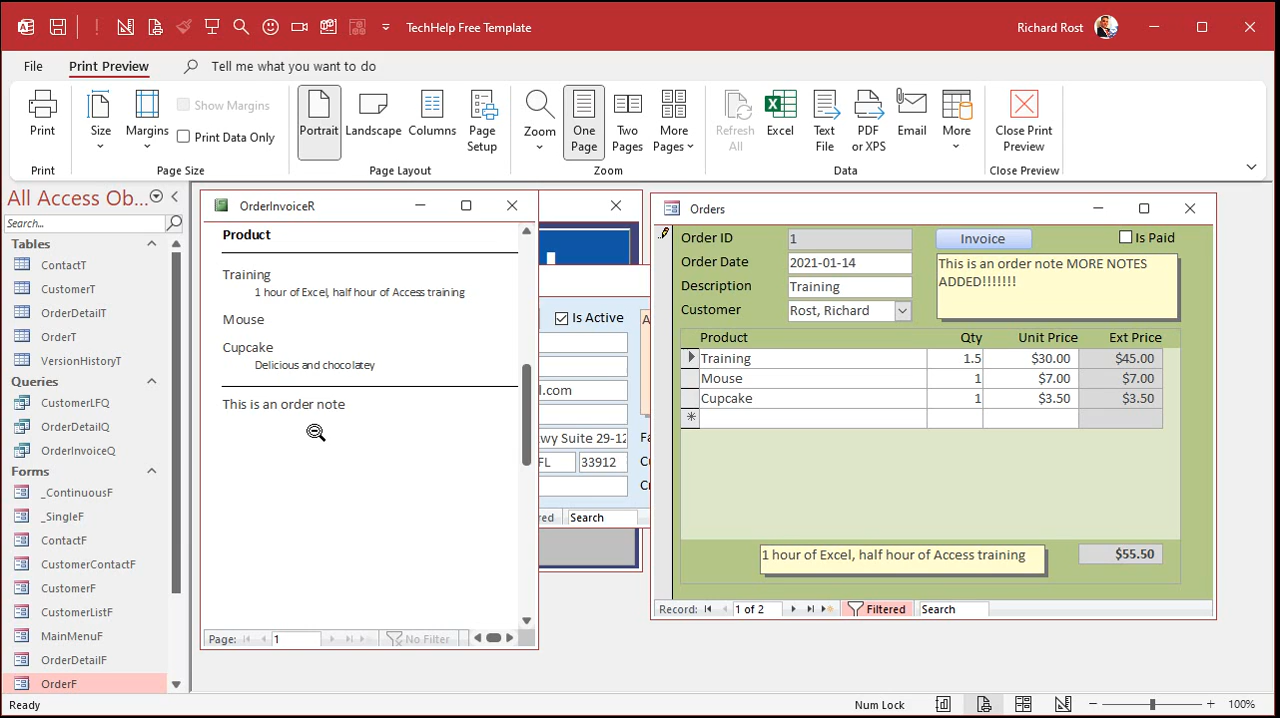 TechHelp Free Template
Richard Rost
File
Print Preview
Tell me what you want to do
Print
Size
Margins
Show Margins
Print Data Only
Portrait
Landscape
Columns
Page Setup
Zoom
One Page
Two Pages
More Pages
Refresh All
Excel
Text File
PDF or XPS
Email
More
Close Print Preview
Print
Page Size
Page Layout
Zoom
Data
Close Preview
All Access Ob...
Search...
Tables
ContactT
CustomerT
OrderDetailT
OrderT
VersionHistoryT
Queries
CustomerLFQ
OrderDetailQ
OrderInvoiceQ
Forms
_ContinuousF
_SingleF
ContactF
CustomerContactF
CustomerF
CustomerListF
MainMenuF
OrderDetailF
OrderF
OrderInvoiceR
Product
Training
1 hour of Excel, half hour of Access training
Mouse
Cupcake
Delicious and chocolatey
This is an order note
Page: 1 No Filter
Is Active
l.com
wy Suite 29-12
FL 33912
ed Search
Orders
Order ID 1 Invoice Is Paid
Order Date 2021-01-14
Description Training
Customer Rost, Richard
This is an order note MORE NOTES
ADDED!!!!!!!
Product Qty Unit Price Ext Price
Training 1.5 $30.00 $45.00
Mouse 1 $7.00 $7.00
Cupcake 1 $3.50 $3.50
1 hour of Excel, half hour of Access training $55.50
Record: 1 of 2 Filtered Search
Ready
Num Lock
100%